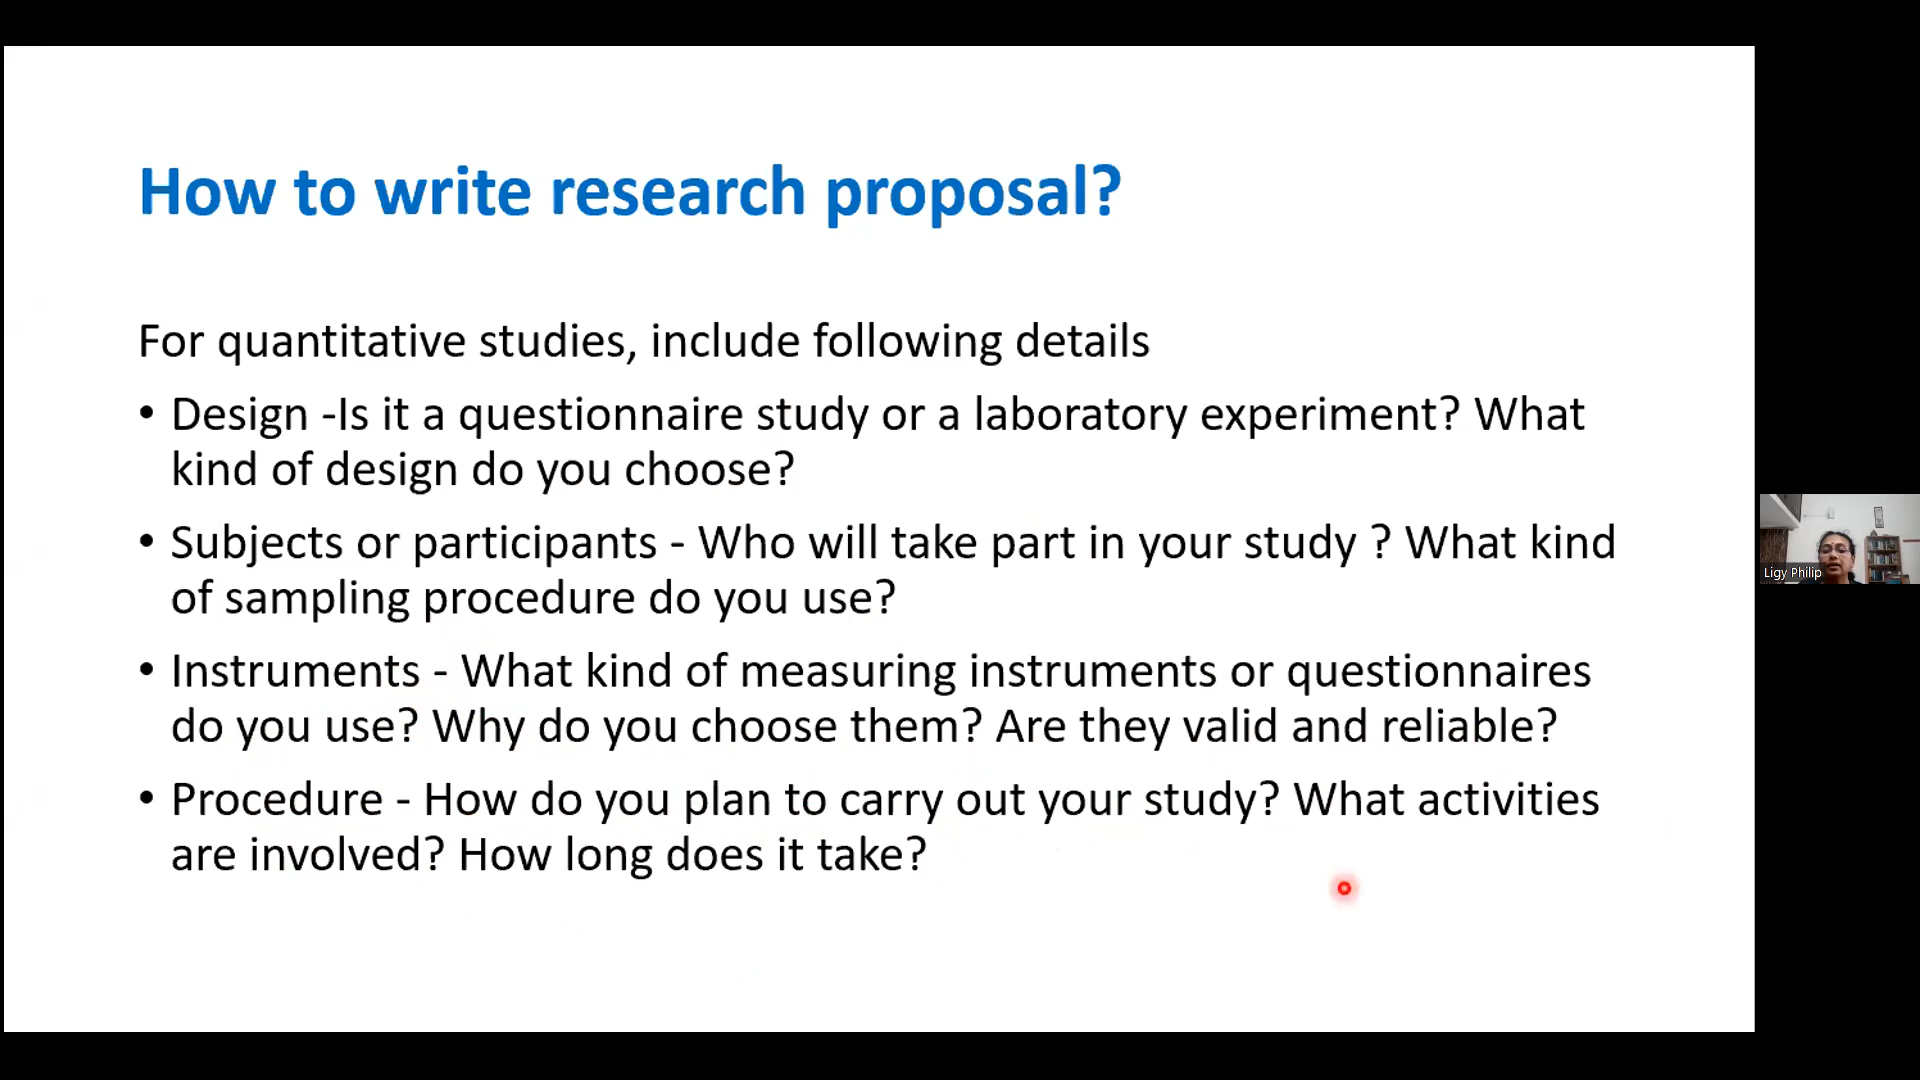 How to write research proposal?
For quantitative studies, include following details
• Design -Is it a questionnaire study or a laboratory experiment? What
kind of design do you choose?
• Subjects or participants - Who will take part in your study ? What kind
of sampling procedure do you use?
• Instruments - What kind of measuring instruments or questionnaires
do you use? Why do you choose them? Are they valid and reliable?
• Procedure - How do you plan to carry out your study? What activities
are involved? How long does it take?
Ligy Philip